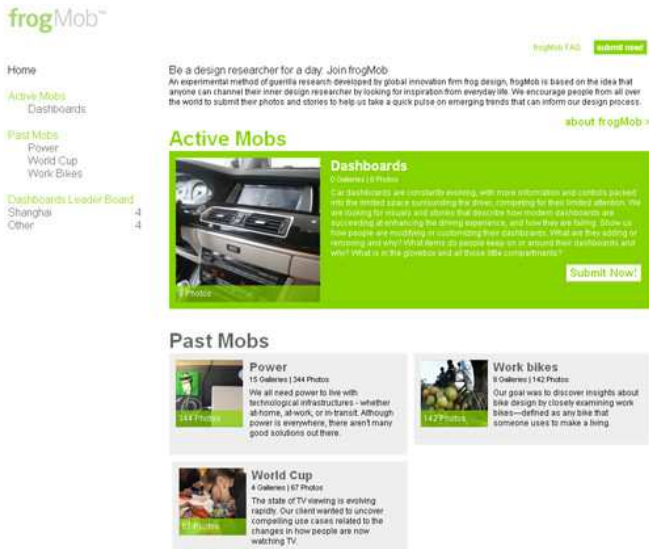 frogMob™
frogMob FAQ
submit now!
Home
Active Mobs
Dashboards
Past Mobs
Power
World Cup
Work Bikes
Dashboards Leader Board
Shanghai 4
Other 4
Be a design researcher for a day. Join frogMob
An experimental method of guerilla research developed by global innovation firm frog design, frogMob is based on the idea that
anyone can channel their inner design researcher by looking for inspiration from everyday life. We encourage people from all over
the world to submit their photos and stories to help us take a quick pulse on emerging trends that can inform our design process.
about frogMob >
Active Mobs
Dashboards
0 Galleries | 8 Photos
Car dashboards are constantly evolving, with more information and controls packed
into the limited space surrounding the driver, competing for their limited attention. We
are looking for visuals and stories that describe how modern dashboards are
succeeding at enhancing the driving experience, and how they are failing. Show us
how people are modifying or customizing their dashboards. What are they adding or
removing and why? What items do people keep on or around their dashboards and
why? What is in the glovebox and all those little compartments?
Submit Now!
Photos
Past Mobs
Power
15 Galleries | 344 Photos
We all need power to live with
technological infrastructures - whether
at-home, at-work, or in-transit. Although
power is everywhere, there aren't many
good solutions out there.
344 Photos
Work bikes
Galleries | 142 Photos
Our goal was to discover insights about
bike design by closely examining work
bikes—defined as any bike that
someone uses to make a living.
142 Photos
World Cup
4 Galleries | 67 Photos
The state of TV viewing is evolving
rapidly. Our client wanted to uncover
compelling use cases related to the
changes in how people are now
watching TV.
67 Photos